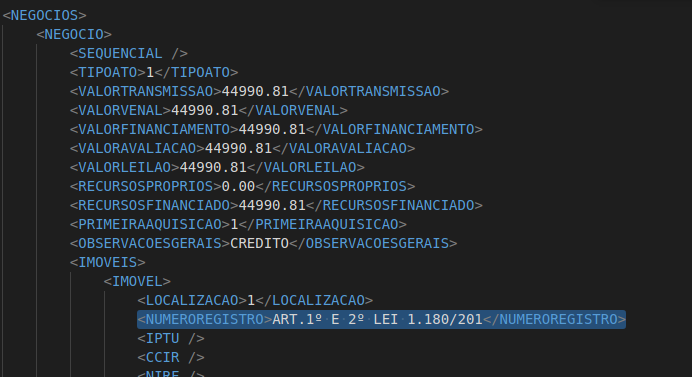 <NEGOCIOS>
<NEGOCIO>
<SEQUENCIAL />
<TIPOATO>1</TIPOATO>
<VALORTRANSMISSAO>44990.81</VALORTRANSMISSAO>
<VALORVENAL>44990.81</VALORVENAL>
<VALORFINANCIAMENTO>44990.81</VALORFINANCIAMENTO>
<VALORAVALIACAO>44990.81</VALORAVALIACAO>
<VALORLEILAO>44990.81</VALORLEILAO>
<RECURSOSPROPRIOS>0.00</RECURSOSPROPRIOS>
<RECURSOSFINANCIADO>44990.81</RECURSOSFINANCIADO>
<PRIMEIRAAQUISICAO>1</PRIMEIRAAQUISICAO>
<OBSERVACOESGERAIS>CREDITO</OBSERVACOESGERAIS>
<IMOVEIS>
<IMOVEL>
<LOCALIZACAO>1</LOCALIZACAO>
<NUMEROREGISTRO>ART.1º E 2º LEI 1.180/201</NUMEROREGISTRO>
<IPTU />
<CCIR />
<NIRF />